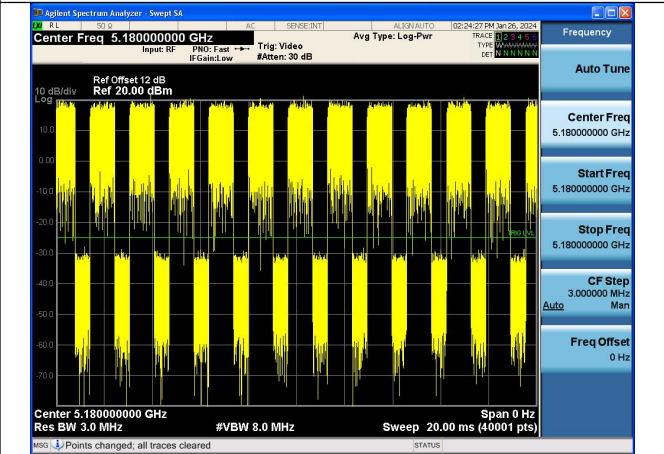 Agilent Spectrum Analyzer - Swept SA
RL 50 Ω AC SENSE:INT ALIGN AUTO 02:24:27 PM Jan 26, 2024
Center Freq 5.180000000 GHz
Input: RF PNO: Fast Trig: Video Avg Type: Log-Pwr TRACE 1 2 3 4 5 6
IFGain:Low #Atten: 30 dB TYPE
DET N N N N N N
Ref Offset 12 dB
10 dB/div Ref 20.00 dBm
Log
10.0
0.00
-10.0
-20.0
TRIG LVL
-30.0
-40.0
-50.0
-60.0
-70.0
Center 5.180000000 GHz Span 0 Hz
Res BW 3.0 MHz #VBW 8.0 MHz Sweep 20.00 ms (40001 pts)
MSG Points changed; all traces cleared STATUS
Frequency
Auto Tune
Center Freq
5.180000000 GHz
Start Freq
5.180000000 GHz
Stop Freq
5.180000000 GHz
CF Step
3.000000 MHz
Auto Man
Freq Offset
0 Hz